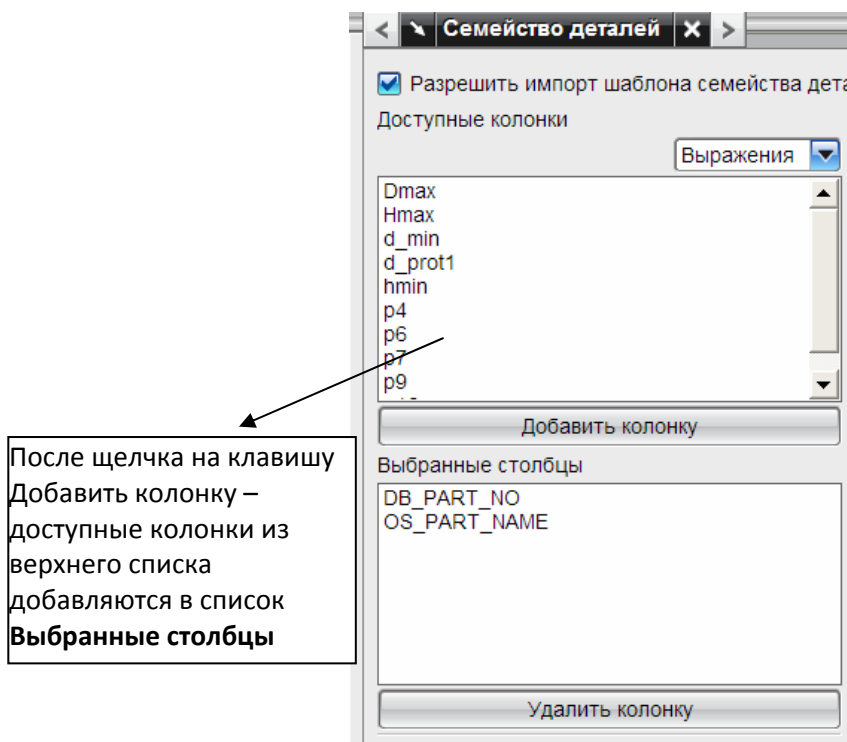 Семейство деталей
Разрешить импорт шаблона семейства дета
Доступные колонки
Выражения
Dmax
Hmax
d_min
d_prot1
hmin
p4
p6
p7
p9
Добавить колонку
После щелчка на клавишу
Добавить колонку –
доступные колонки из
верхнего списка
добавляются в список
Выбранные столбцы
Выбранные столбцы
DB_PART_NO
OS_PART_NAME
Удалить колонку